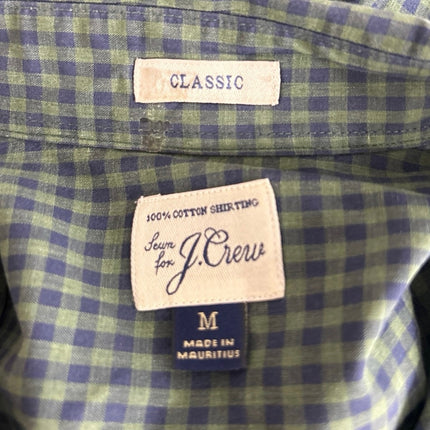 CLASSIC
100% COTTON SHIRTING
Sewn
for J.Crew
M
MADE IN
MAURITIUS